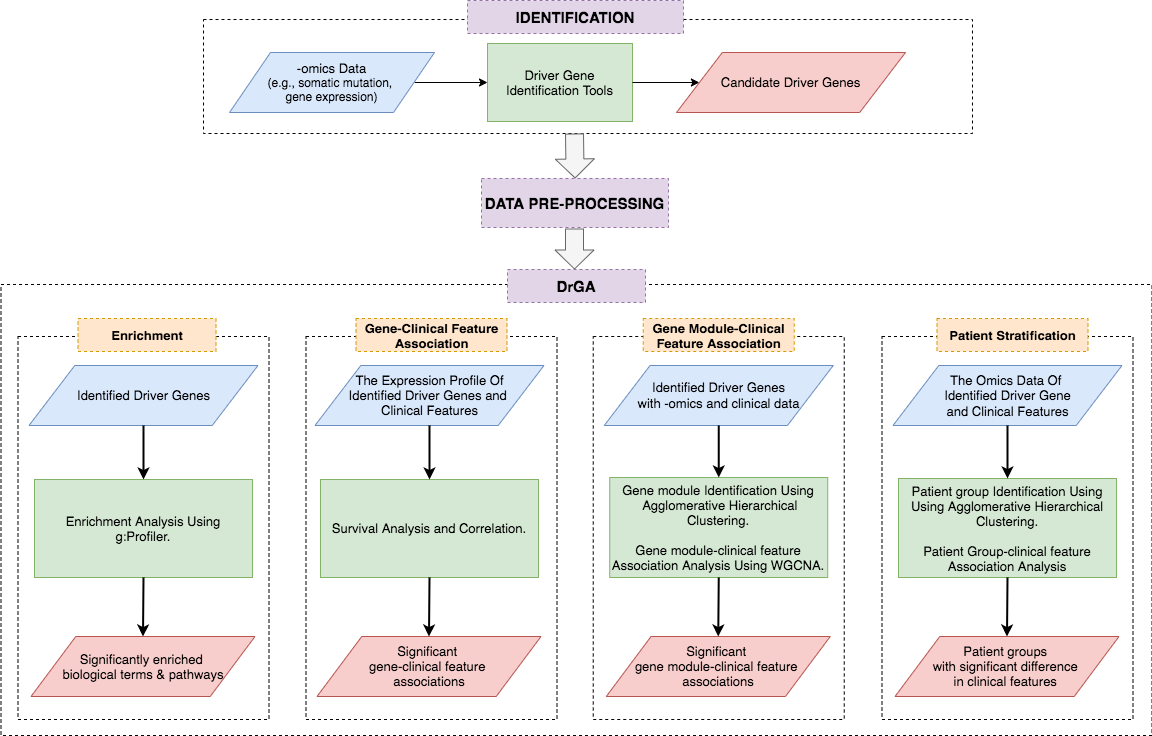 IDENTIFICATION
-omics Data
(e.g., somatic mutation,
gene expression)
Driver Gene
Identification Tools
Candidate Driver Genes
DATA PRE-PROCESSING
DrGA
Enrichment
Identified Driver Genes
Enrichment Analysis Using
g:Profiler.
Significantly enriched
biological terms & pathways
Gene-Clinical Feature
Association
The Expression Profile Of
Identified Driver Genes and
Clinical Features
Survival Analysis and Correlation.
Significant
gene-clinical feature
associations
Gene Module-Clinical
Feature Association
Identified Driver Genes
with -omics and clinical data
Gene module Identification Using
Agglomerative Hierarchical
Clustering.
Gene module-clinical feature
Association Analysis Using WGCNA.
Significant
gene module-clinical feature
associations
Patient Stratification
The Omics Data Of
Identified Driver Gene
and Clinical Features
Patient group Identification Using
Using Agglomerative Hierarchical
Clustering.
Patient Group-clinical feature
Association Analysis
Patient groups
with significant difference
in clinical features